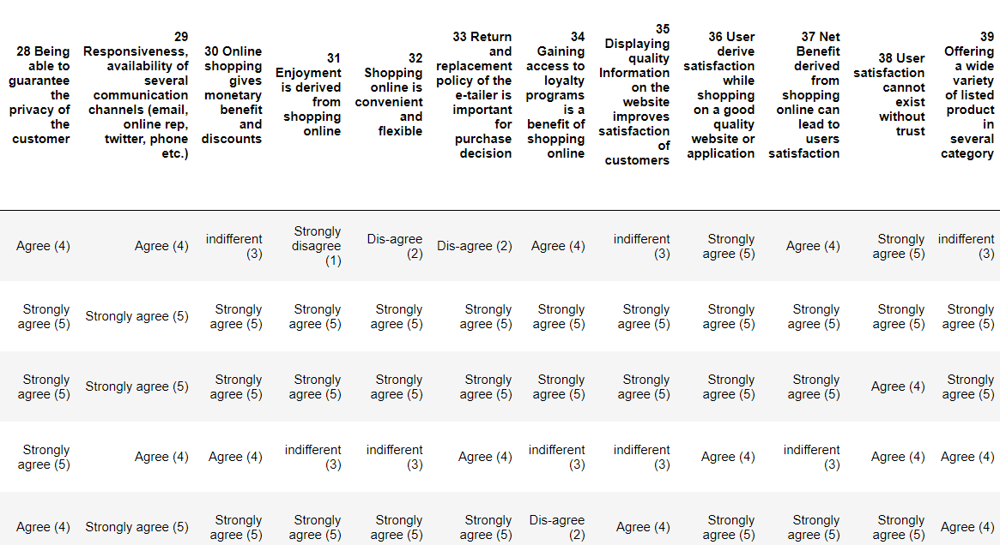 28 Being able to guarantee the privacy of the customer
29 Responsiveness, availability of several communication channels (email, online rep, twitter, phone etc.)
30 Online shopping gives monetary benefit and discounts
31 Enjoyment is derived from shopping online
32 Shopping online is convenient and flexible
33 Return and replacement policy of the e-tailer is important for purchase decision
34 Gaining access to loyalty programs is a benefit of shopping online
35 Displaying quality Information on the website improves satisfaction of customers
36 User derive satisfaction while shopping on a good quality website or application
37 Net Benefit derived from shopping online can lead to users satisfaction
38 User satisfaction cannot exist without trust
39 Offering a wide variety of listed product in several category
Agree (4) Agree (4) indifferent (3) Strongly disagree (1) Dis-agree (2) Dis-agree (2) Agree (4) indifferent (3) Strongly agree (5) Agree (4) Strongly agree (5) indifferent (3)
Strongly agree (5) Strongly agree (5) Strongly agree (5) Strongly agree (5) Strongly agree (5) Strongly agree (5) Strongly agree (5) Strongly agree (5) Strongly agree (5) Strongly agree (5) Strongly agree (5) Strongly agree (5)
Strongly agree (5) Strongly agree (5) Strongly agree (5) Strongly agree (5) Strongly agree (5) Strongly agree (5) Strongly agree (5) Strongly agree (5) Strongly agree (5) Strongly agree (5) Agree (4) Strongly agree (5)
Strongly agree (5) Agree (4) Agree (4) indifferent (3) indifferent (3) Agree (4) indifferent (3) indifferent (3) Agree (4) indifferent (3) Agree (4) Agree (4)
Agree (4) Strongly agree (5) Strongly agree (5) Strongly agree (5) Strongly agree (5) Strongly agree (5) Dis-agree (2) Agree (4) Strongly agree (5) Strongly agree (5) Strongly agree (5) Agree (4)